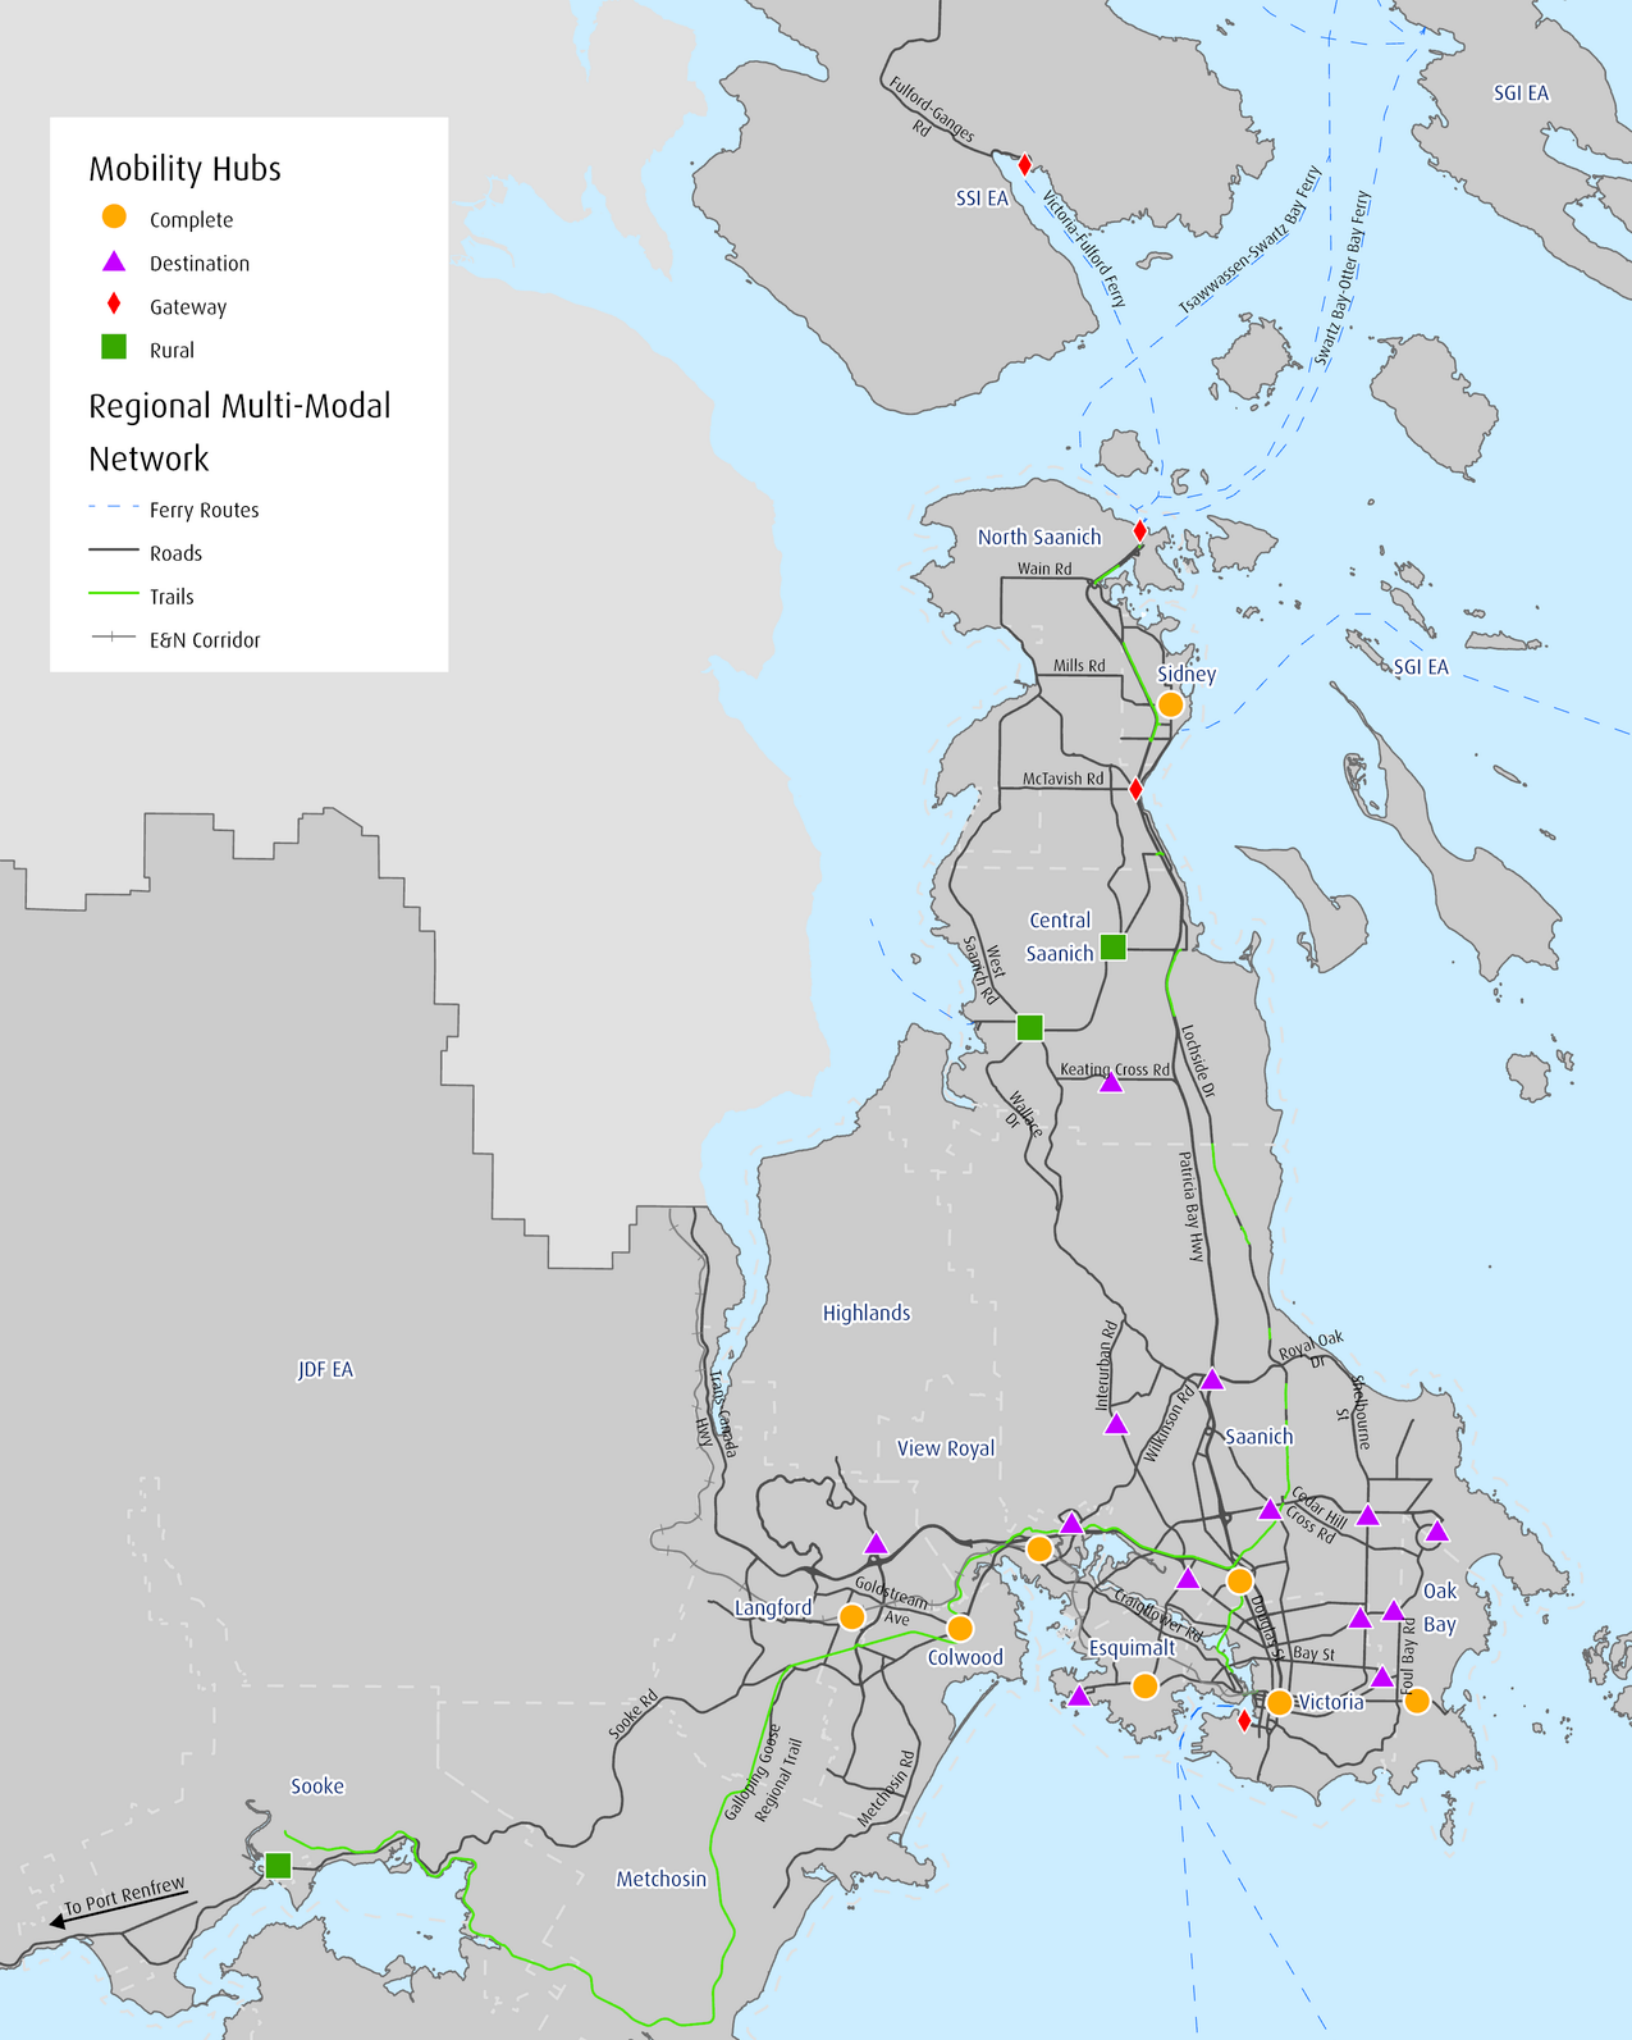 Mobility Hubs
Complete
Destination
Gateway
Rural
Regional Multi-Modal
Network
Ferry Routes
Roads
Trails
E&N Corridor
Fulford-Ganges
Rd
SGI EA
SSI EA
Victoria-Fulford Ferry
Tsawwassen-Swartz Bay Ferry
Swartz Bay-Otter Bay Ferry
North Saanich
Wain Rd
Mills Rd
Sidney
SGI EA
McTavish Rd
Central
Saanich
West
Saanich Rd
Lochside Dr
Keating Cross Rd
Wallace
Dr
Patricia Bay Hwy
Highlands
JDF EA
Interurban Rd
Royal Oak
Dr
Trans-Canada
Hwy
Wilkinson Rd
Shelbourne
St
Saanich
View Royal
Cedar Hill
Cross Rd
Goldstream
Ave
Langford
Craigflower Rd
Douglas St
Oak
Bay
Esquimalt
Colwood
Bay St
Foul Bay Rd
Victoria
Sooke Rd
Galloping Goose
Regional Trail
Metchosin Rd
Sooke
Metchosin
To Port Renfrew